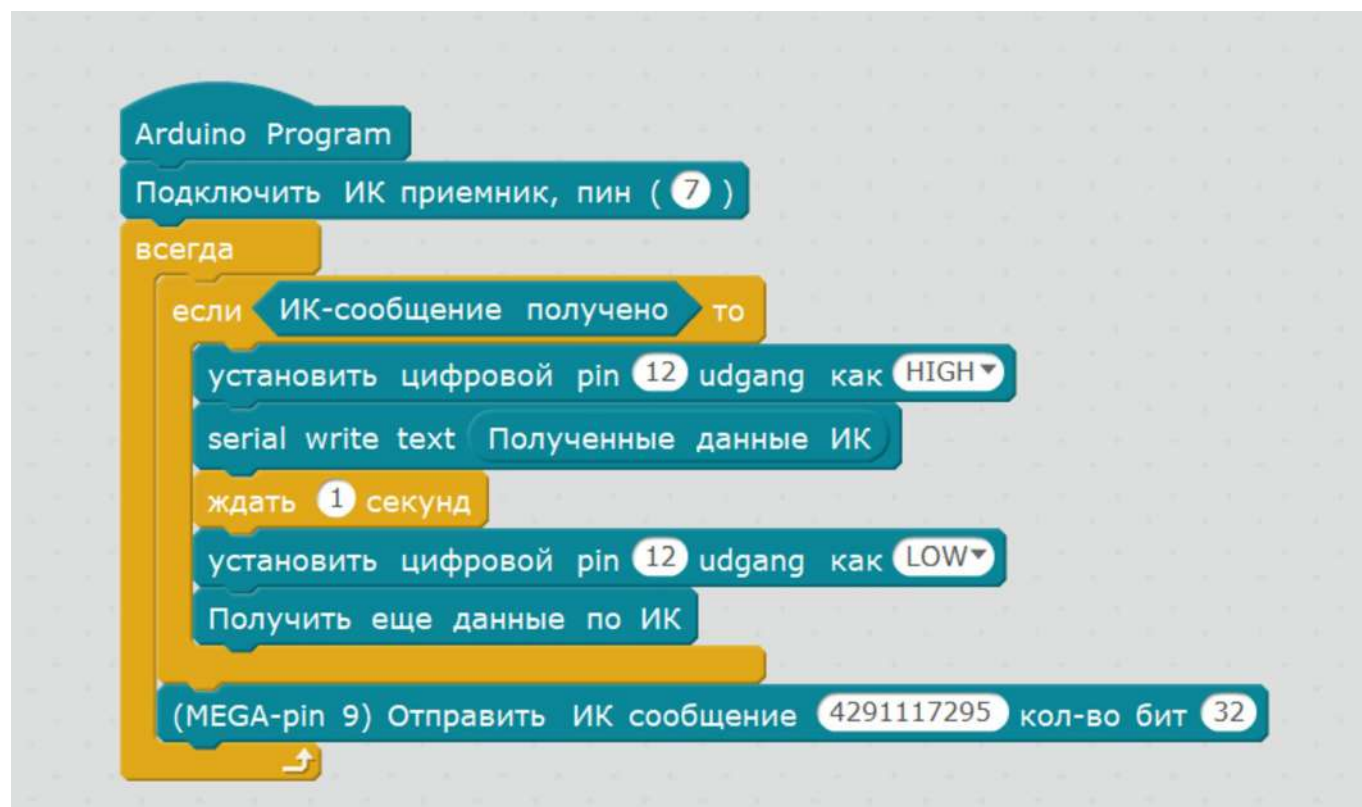 Arduino Program
Подключить ИК приемник, пин ( 7 )
всегда
если ИК-сообщение получено то
установить цифровой pin 12 udgang как HIGH
serial write text Полученные данные ИК
ждать 1 секунд
установить цифровой pin 12 udgang как LOW
Получить еще данные по ИК
(MEGA-pin 9) Отправить ИК сообщение 4291117295 кол-во бит 32